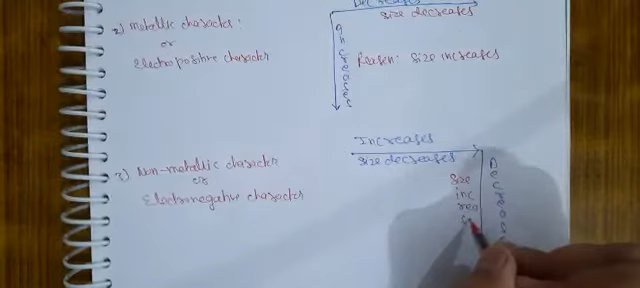 Decreases
size decreases
2) Metallic character:
or
Electropositive character
Increases
Reason: Size increases
Increases
size decreases
3) Non-metallic character
or
Electronegative character
Size
inc
rea
s
Decreas